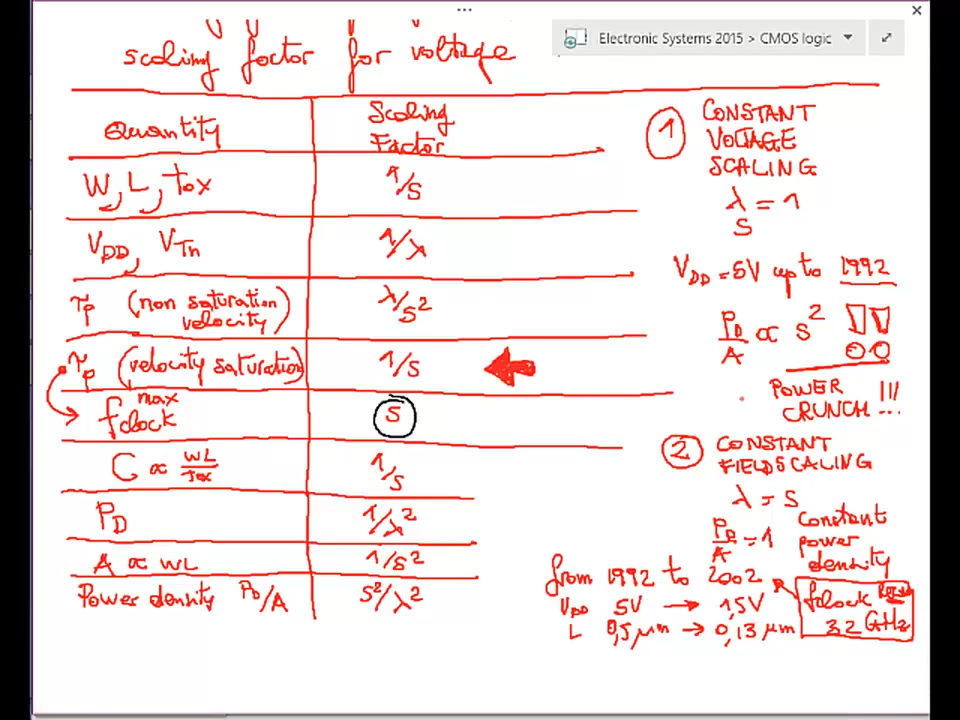 scaling factor for voltage
Electronic Systems 2015 > CMOS logic
Quantity
Scaling
Factor
W, L, tox
1/S
VDD, VTn
1/λ
τp (non saturation
velocity)
λ/S²
τp (velocity saturation)
1/S
fclock max
S
C ∝ WL/tox
1/S
PD
1/λ²
A ∝ WL
1/S²
Power density PD/A
S²/λ²
1 CONSTANT
VOLTAGE
SCALING
λ = 1
S
VDD = 5V up to 1992
PD/A ∝ S² !!
POWER
CRUNCH !!!...
2 CONSTANT
FIELD SCALING
λ = S
PD/A = 1 Constant
power
density
from 1992 to 2002
VDD 5V → 1,5V
L 0,5 μm → 0,13 μm
fclock
32 GHz